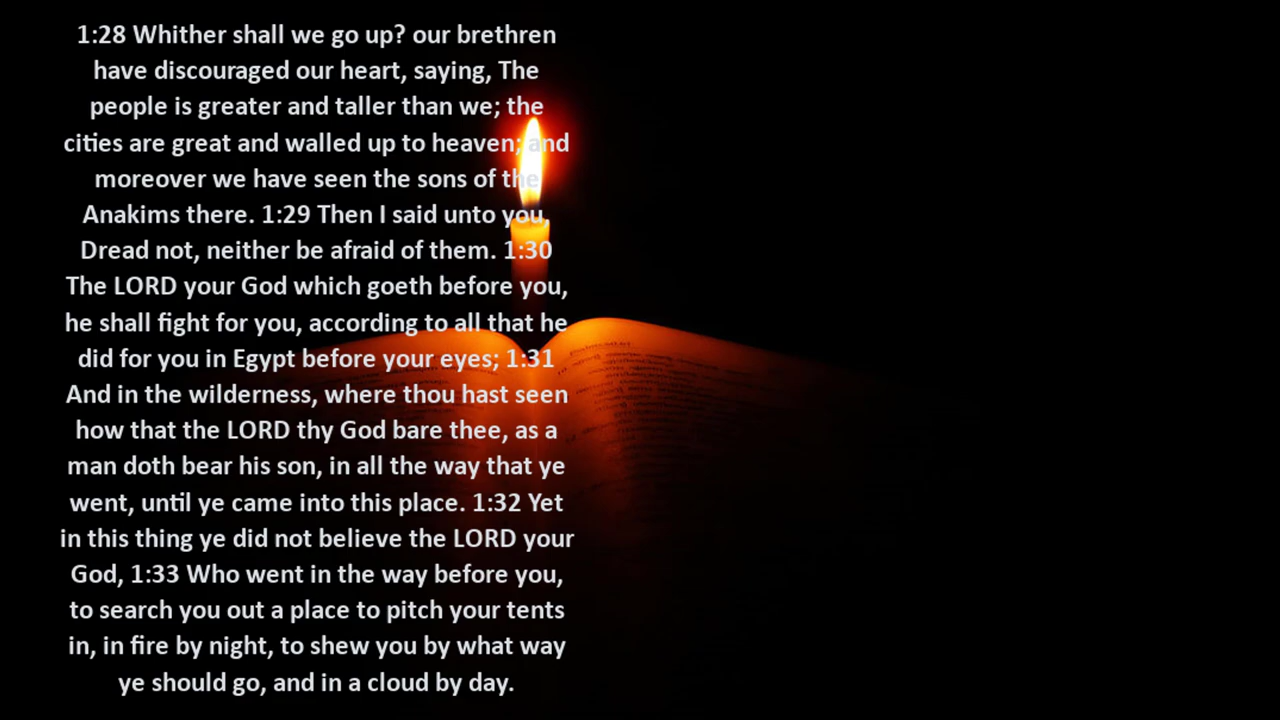 1:28 Whither shall we go up? our brethren
have discouraged our heart, saying, The
people is greater and taller than we; the
cities are great and walled up to heaven; and
moreover we have seen the sons of the
Anakims there. 1:29 Then I said unto you,
Dread not, neither be afraid of them. 1:30
The LORD your God which goeth before you,
he shall fight for you, according to all that he
did for you in Egypt before your eyes; 1:31
And in the wilderness, where thou hast seen
how that the LORD thy God bare thee, as a
man doth bear his son, in all the way that ye
went, until ye came into this place. 1:32 Yet
in this thing ye did not believe the LORD your
God, 1:33 Who went in the way before you,
to search you out a place to pitch your tents
in, in fire by night, to shew you by what way
ye should go, and in a cloud by day.